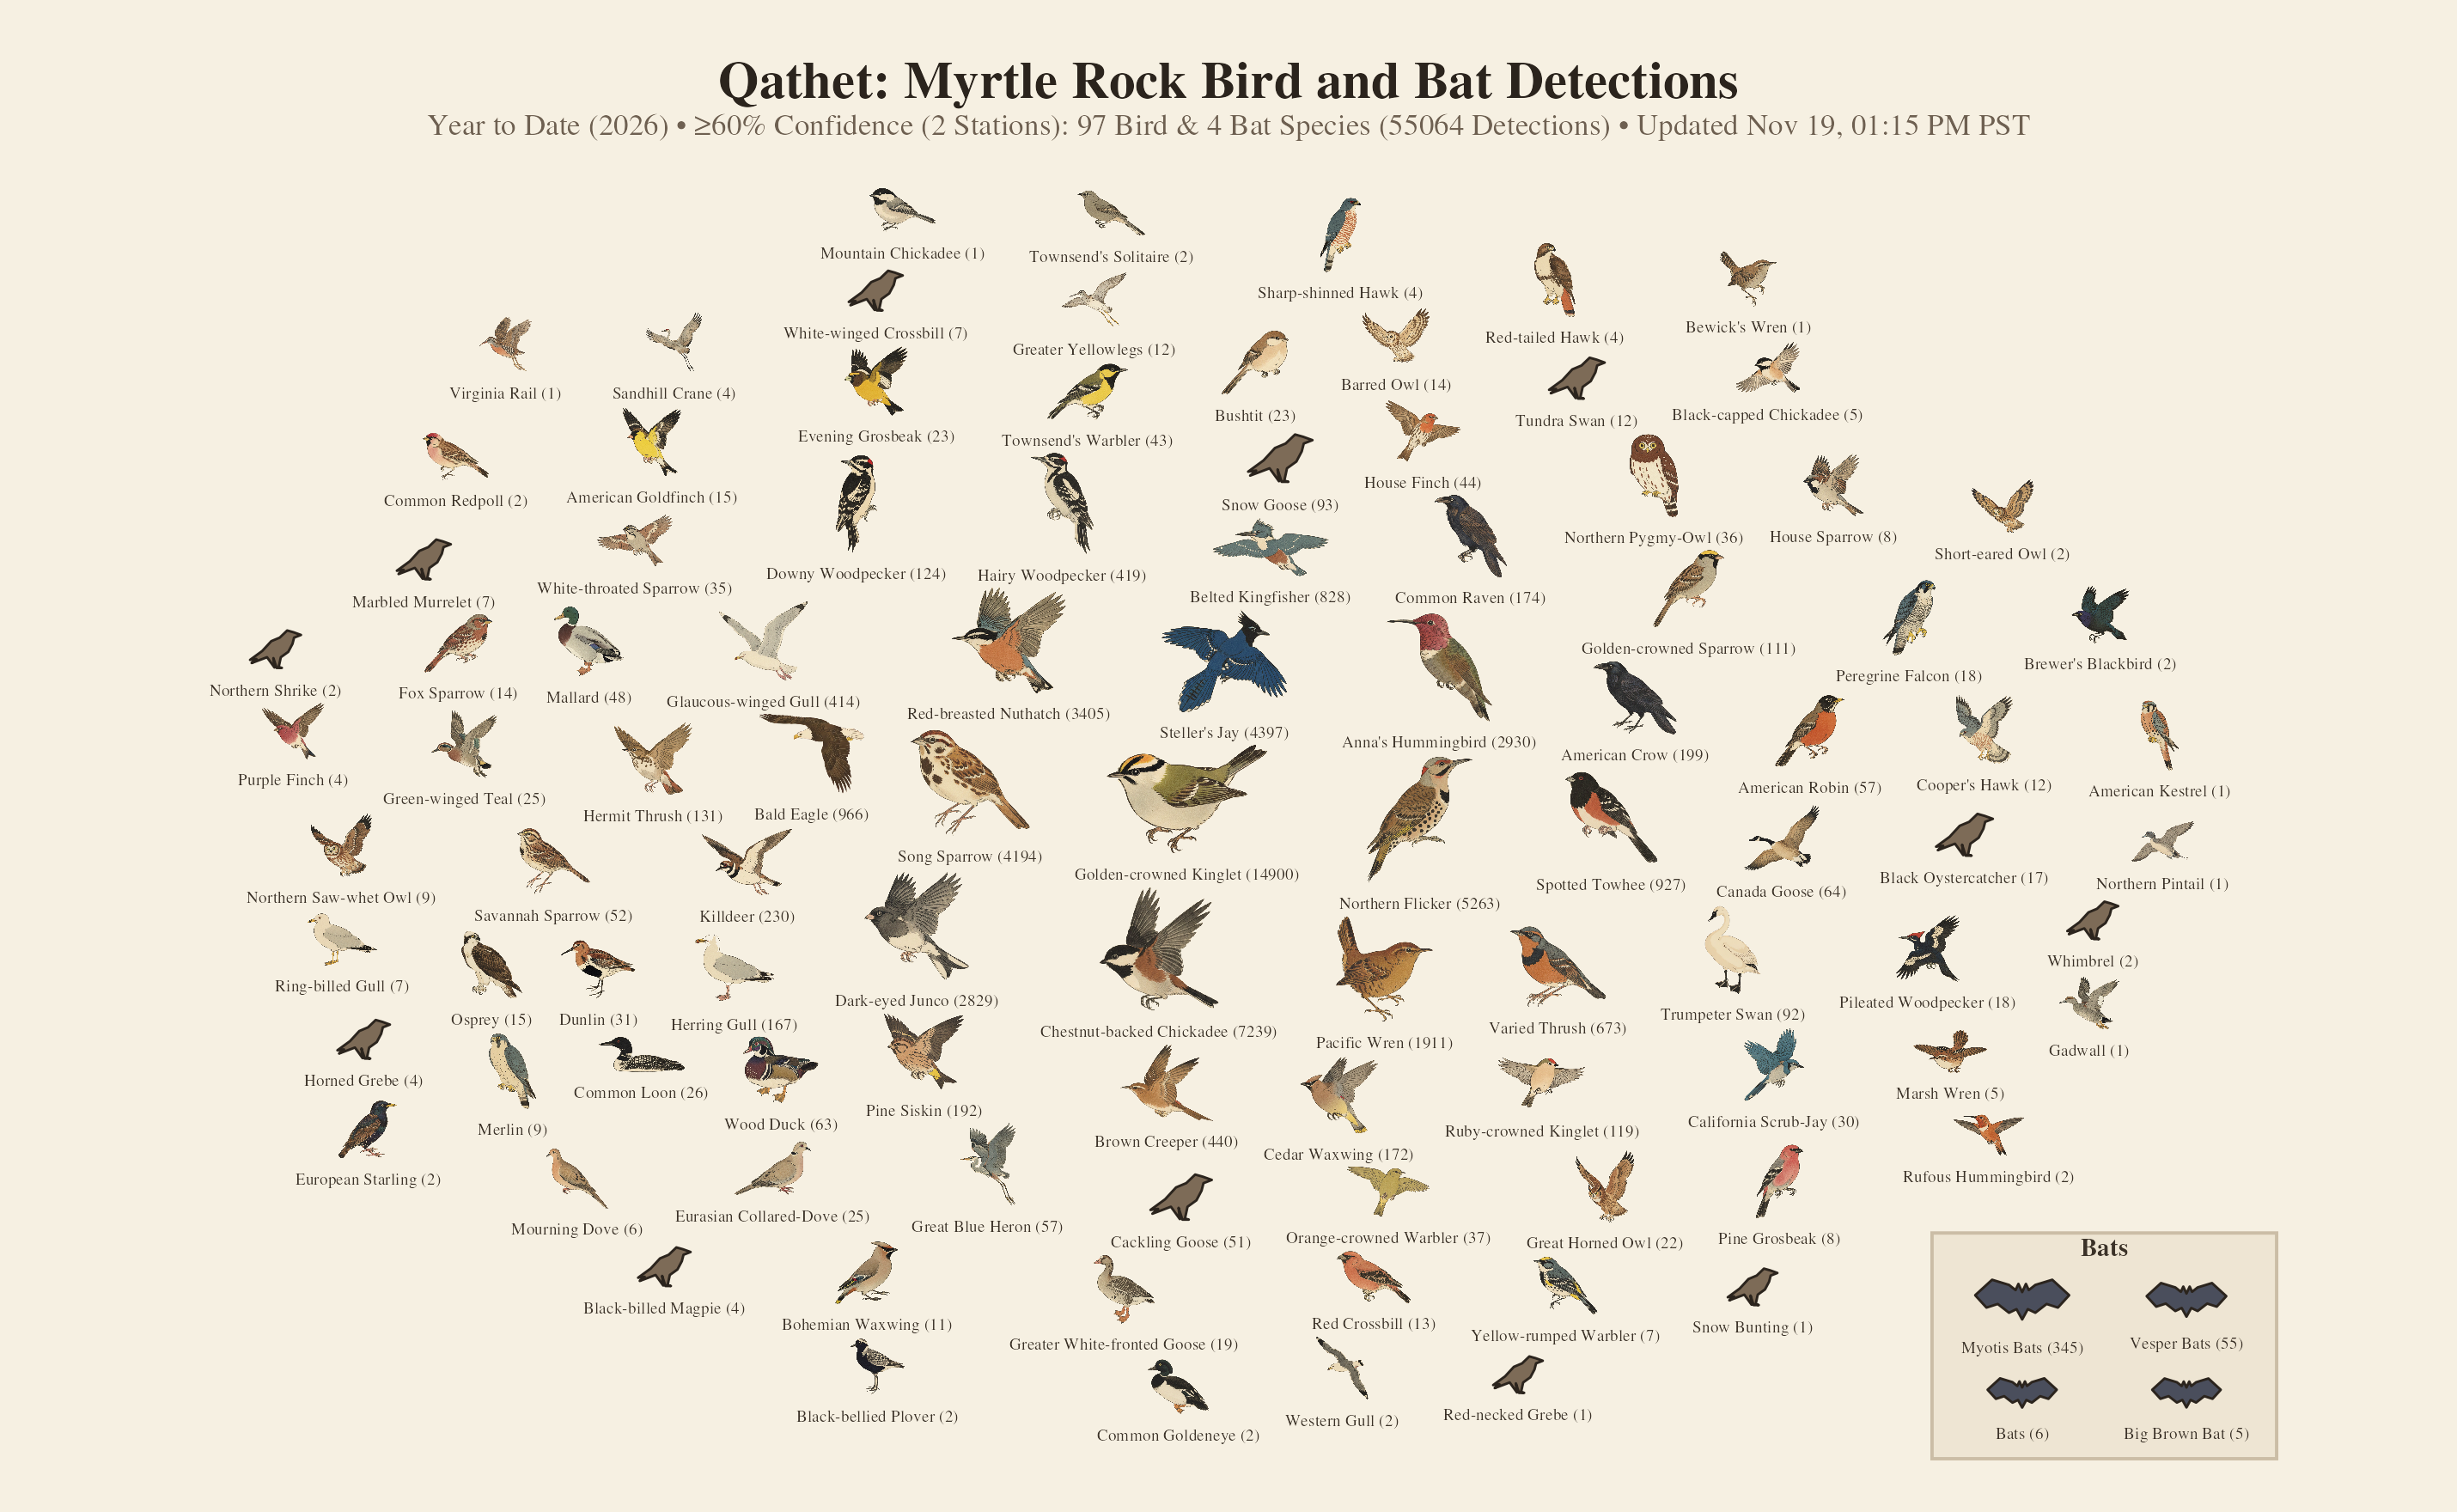 Qathet: Myrtle Rock Bird and Bat Detections
Year to Date (2026) • ≥60% Confidence (2 Stations): 97 Bird & 4 Bat Species (55064 Detections) • Updated Nov 19, 01:15 PM PST
Mountain Chickadee (1)
Townsend's Solitaire (2)
Sharp-shinned Hawk (4)
Bewick's Wren (1)
White-winged Crossbill (7)
Red-tailed Hawk (4)
Greater Yellowlegs (12)
Barred Owl (14)
Virginia Rail (1)
Sandhill Crane (4)
Bushtit (23)
Black-capped Chickadee (5)
Tundra Swan (12)
Evening Grosbeak (23)
Townsend's Warbler (43)
House Finch (44)
American Goldfinch (15)
Common Redpoll (2)
Snow Goose (93)
House Sparrow (8)
Northern Pygmy-Owl (36)
Short-eared Owl (2)
Downy Woodpecker (124)
Hairy Woodpecker (419)
White-throated Sparrow (35)
Belted Kingfisher (828)
Common Raven (174)
Marbled Murrelet (7)
Golden-crowned Sparrow (111)
Brewer's Blackbird (2)
Peregrine Falcon (18)
Northern Shrike (2)
Fox Sparrow (14)
Mallard (48)
Glaucous-winged Gull (414)
Red-breasted Nuthatch (3405)
Steller's Jay (4397)
Anna's Hummingbird (2930)
American Crow (199)
Purple Finch (4)
Cooper's Hawk (12)
American Robin (57)
American Kestrel (1)
Green-winged Teal (25)
Bald Eagle (966)
Hermit Thrush (131)
Song Sparrow (4194)
Golden-crowned Kinglet (14900)
Black Oystercatcher (17)
Northern Pintail (1)
Spotted Towhee (927)
Canada Goose (64)
Northern Saw-whet Owl (9)
Northern Flicker (5263)
Savannah Sparrow (52)
Killdeer (230)
Whimbrel (2)
Ring-billed Gull (7)
Dark-eyed Junco (2829)
Pileated Woodpecker (18)
Trumpeter Swan (92)
Osprey (15)
Dunlin (31)
Herring Gull (167)
Varied Thrush (673)
Chestnut-backed Chickadee (7239)
Pacific Wren (1911)
Gadwall (1)
Horned Grebe (4)
Common Loon (26)
Marsh Wren (5)
Pine Siskin (192)
California Scrub-Jay (30)
Wood Duck (63)
Merlin (9)
Ruby-crowned Kinglet (119)
Brown Creeper (440)
Cedar Waxwing (172)
Rufous Hummingbird (2)
European Starling (2)
Eurasian Collared-Dove (25)
Great Blue Heron (57)
Mourning Dove (6)
Orange-crowned Warbler (37)
Pine Grosbeak (8)
Cackling Goose (51)
Great Horned Owl (22)
Black-billed Magpie (4)
Bohemian Waxwing (11)
Red Crossbill (13)
Snow Bunting (1)
Yellow-rumped Warbler (7)
Greater White-fronted Goose (19)
Red-necked Grebe (1)
Black-bellied Plover (2)
Western Gull (2)
Common Goldeneye (2)
Bats
Myotis Bats (345)
Vesper Bats (55)
Bats (6)
Big Brown Bat (5)